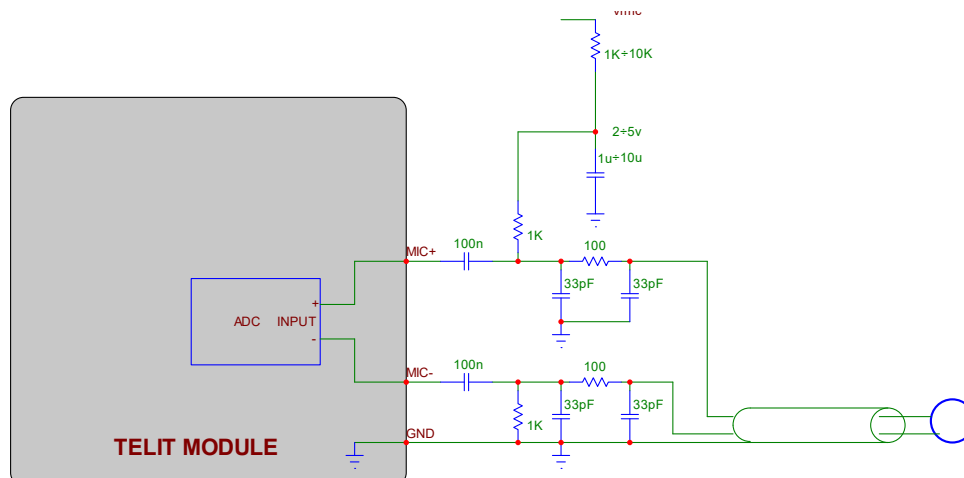 1K÷10K
2÷5v
1u÷10u
1K
MIC+
100n
100
33pF
33pF
+
ADC INPUT
-
MIC-
100n
100
33pF
33pF
1K
GND
TELIT MODULE